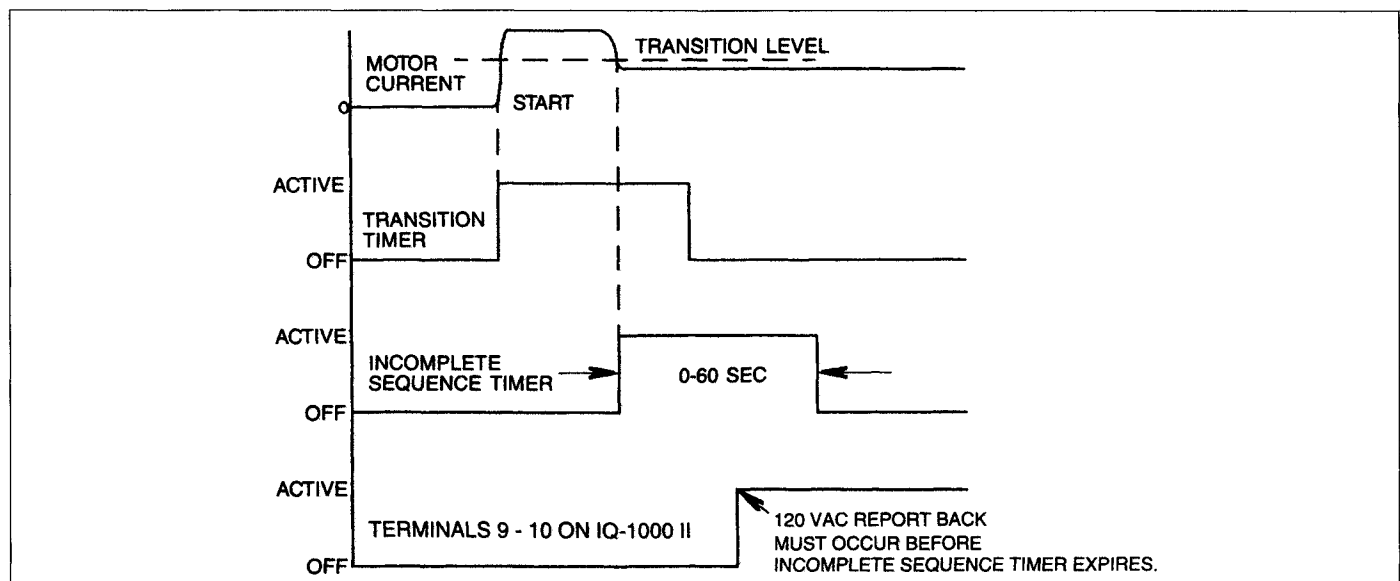 TRANSITION LEVEL
MOTOR
CURRENT
0
START
ACTIVE
TRANSITION
TIMER
OFF
ACTIVE
INCOMPLETE
SEQUENCE TIMER
0-60 SEC
OFF
ACTIVE
TERMINALS 9 - 10 ON IQ-1000 II
OFF
120 VAC REPORT BACK
MUST OCCUR BEFORE
INCOMPLETE SEQUENCE TIMER EXPIRES.